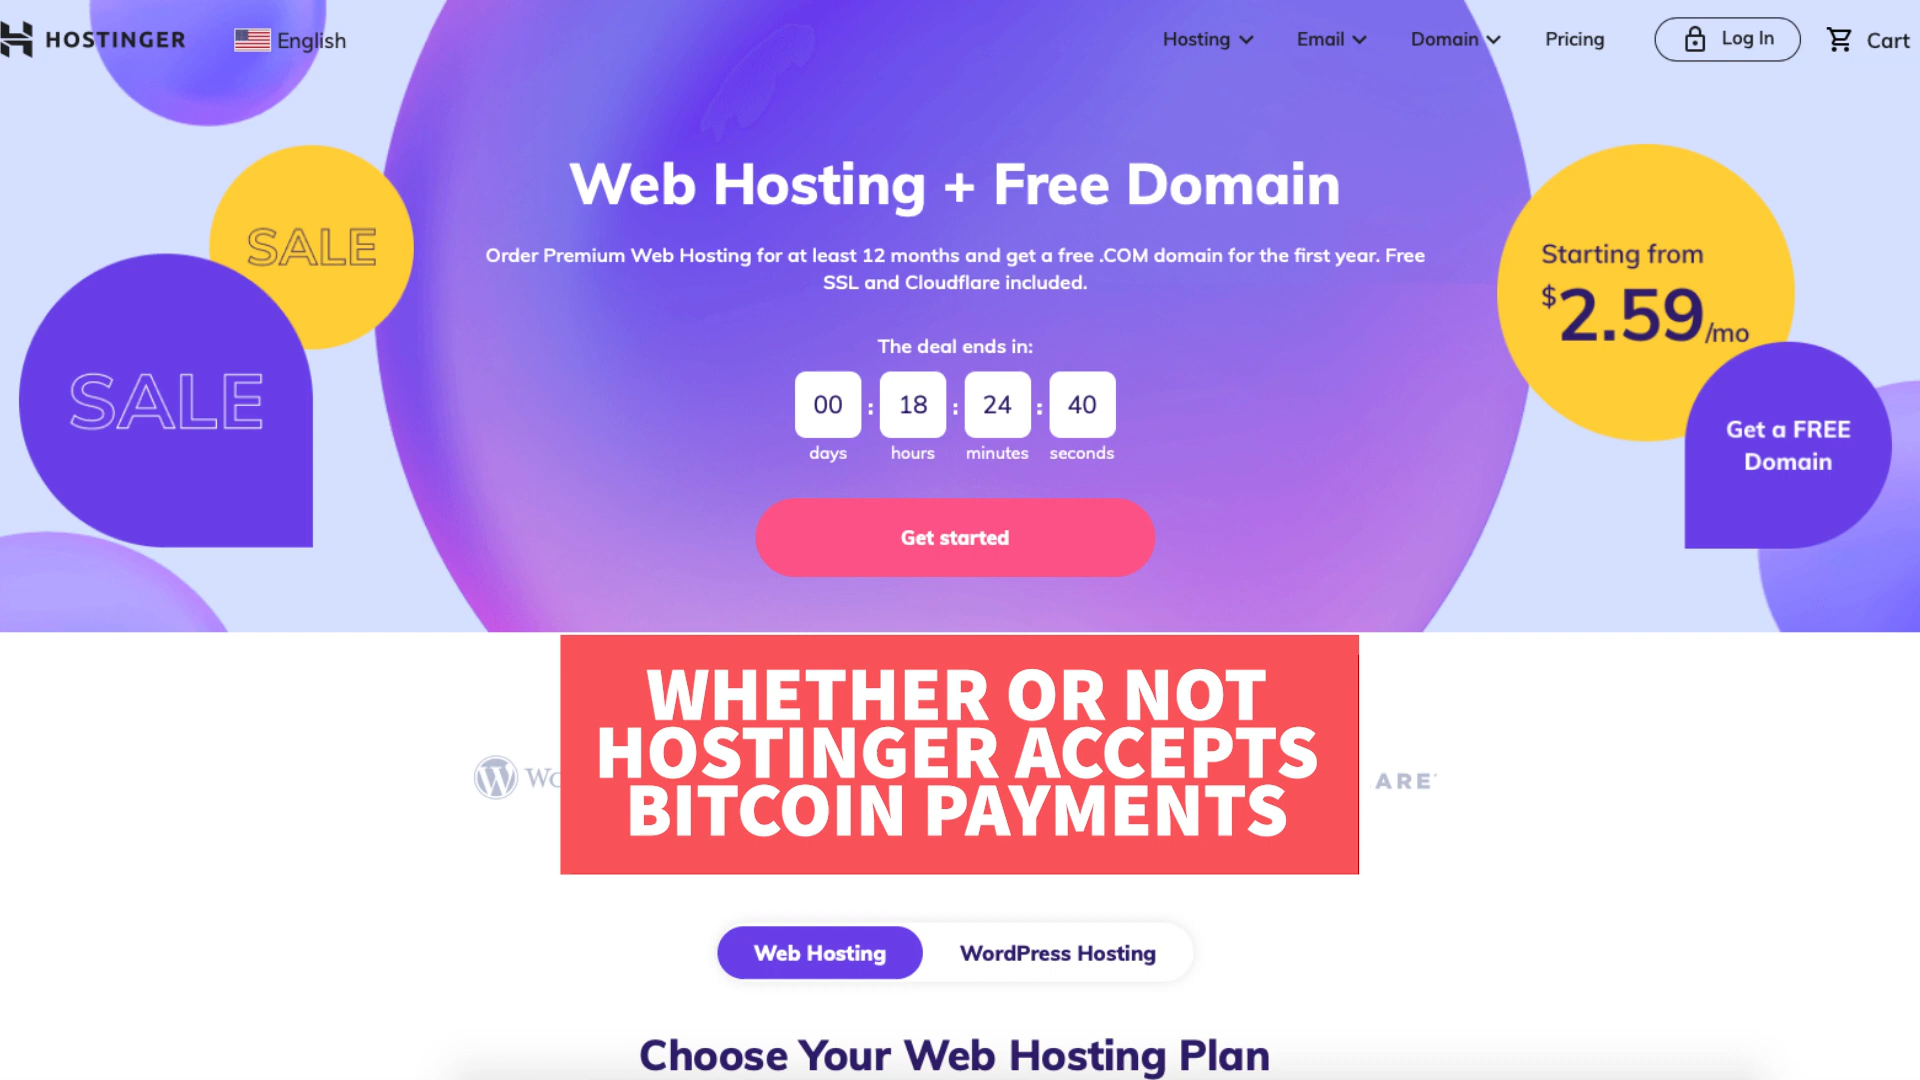 HOSTINGER
English
Hosting
Email
Domain
Pricing
Log In
Cart
SALE
SALE
Web Hosting + Free Domain
Order Premium Web Hosting for at least 12 months and get a free .COM domain for the first year. Free
SSL and Cloudflare included.
The deal ends in:
00 : 18 : 24 : 40
days hours minutes seconds
Get started
Starting from
$2.59/mo
Get a FREE
Domain
WHETHER OR NOT
HOSTINGER ACCEPTS
BITCOIN PAYMENTS
Web Hosting
WordPress Hosting
Choose Your Web Hosting Plan